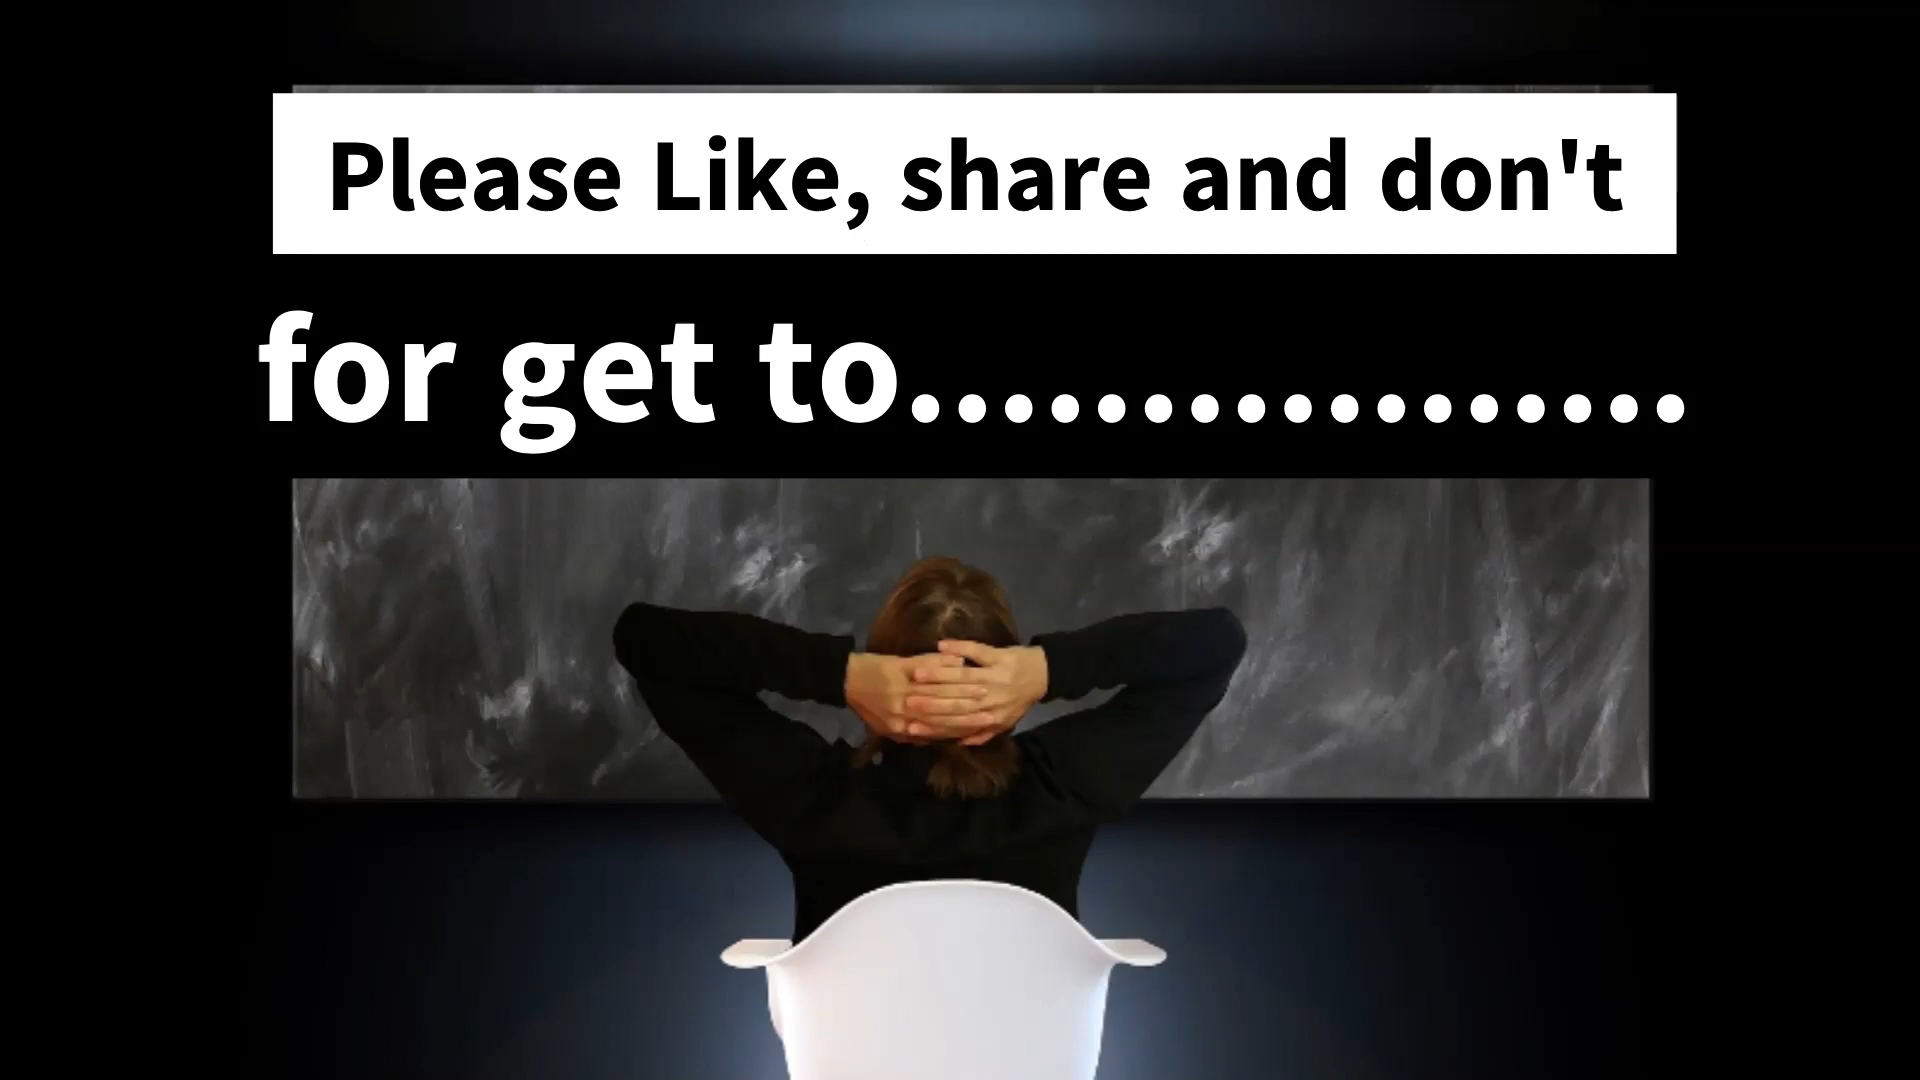 Please Like, share and don't
for get to.................